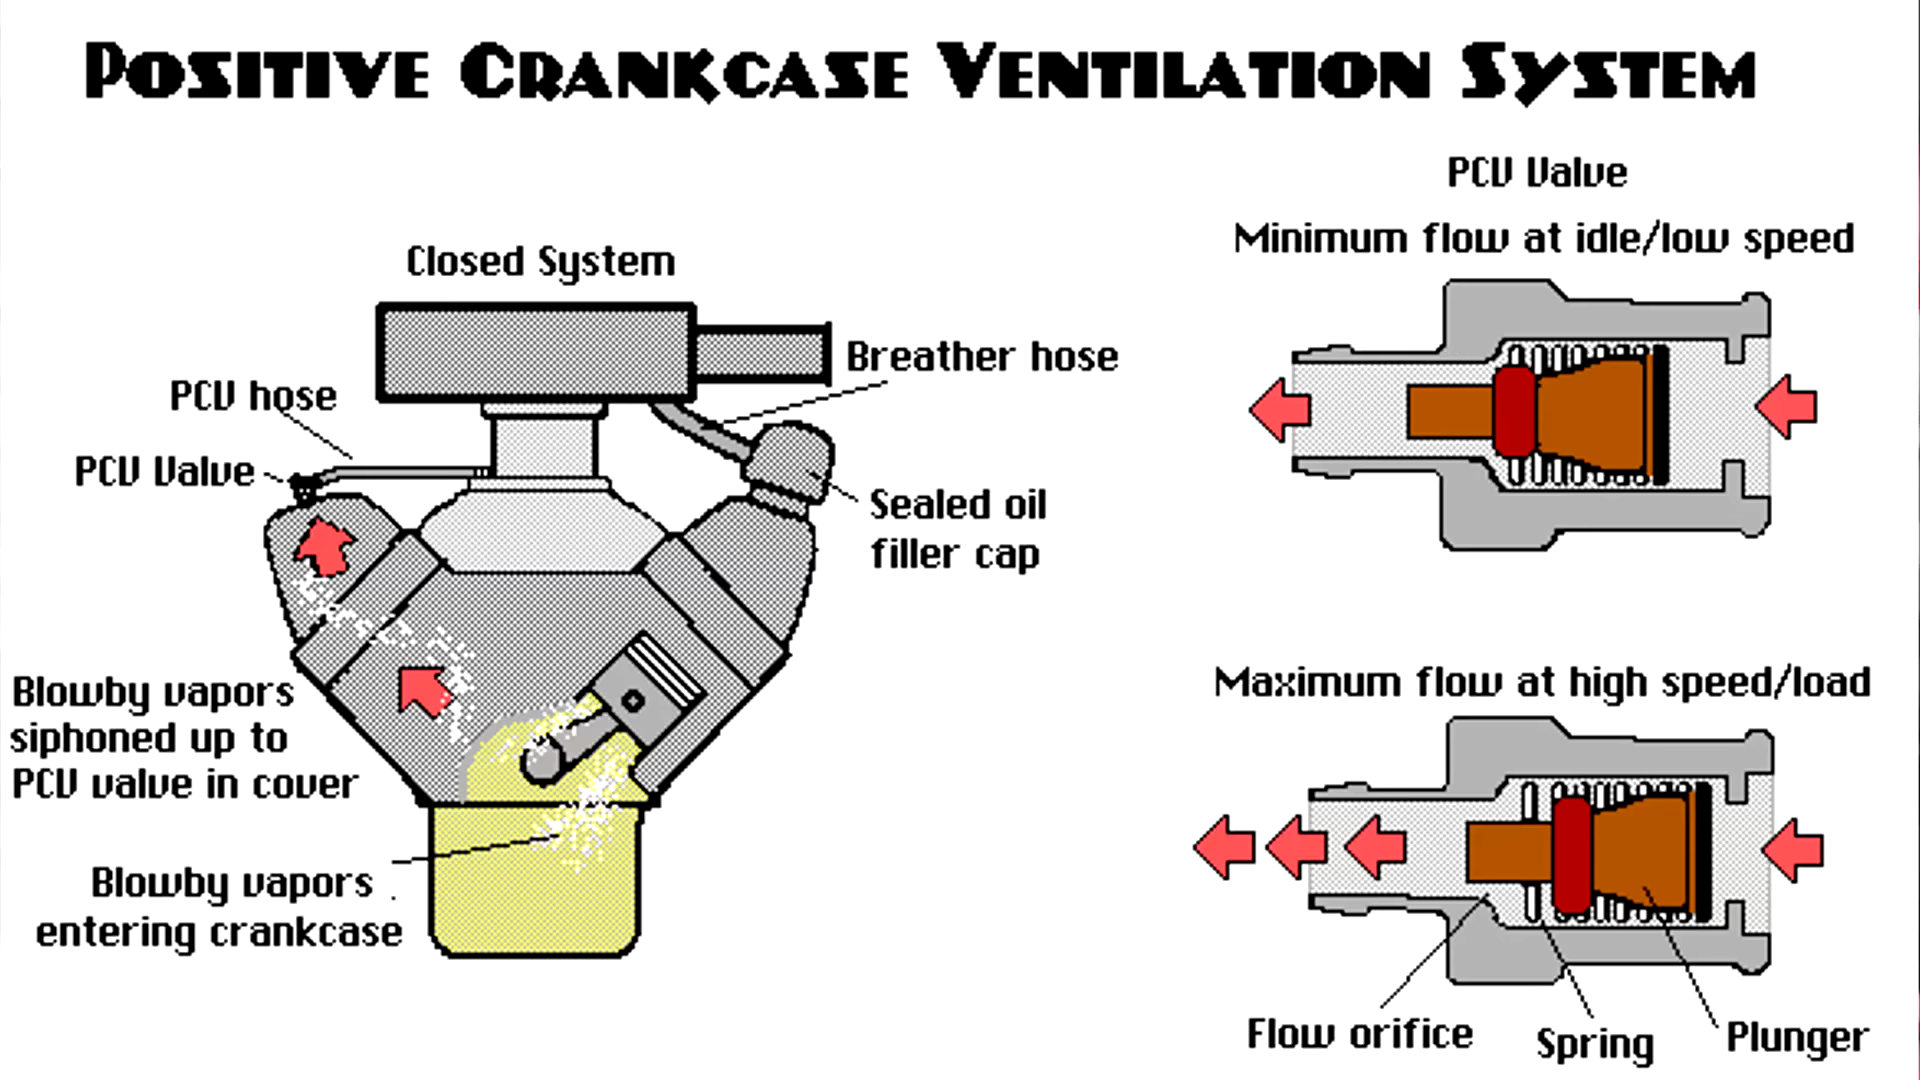 Positive Crankcase Ventilation System
PCV Valve
Minimum flow at idle/low speed
Closed System
Breather hose
PCV hose
PCV Valve
Sealed oil
filler cap
Blowby vapors
siphoned up to
PCV valve in cover
Maximum flow at high speed/load
Blowby vapors
entering crankcase
Flow orifice
Spring
Plunger